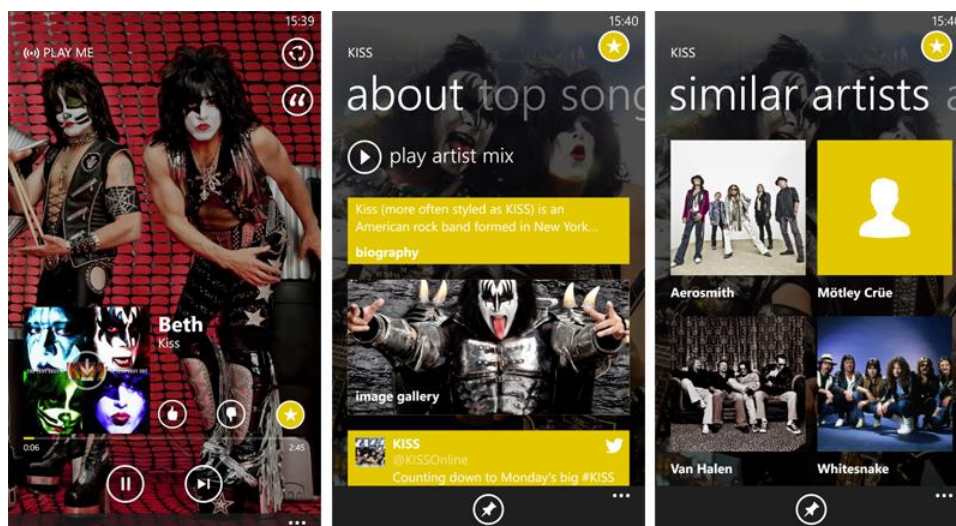 15:39
PLAY ME
Beth
Kiss
0:06
2:45
15:40
KISS
about top song
play artist mix
Kiss (more often styled as KISS) is an
American rock band formed in New York...
biography
image gallery
KISS
@KISSOnline
Counting down to Monday's big #KISS
15:40
KISS
similar artists a
Aerosmith
Mötley Crüe
Van Halen
Whitesnake